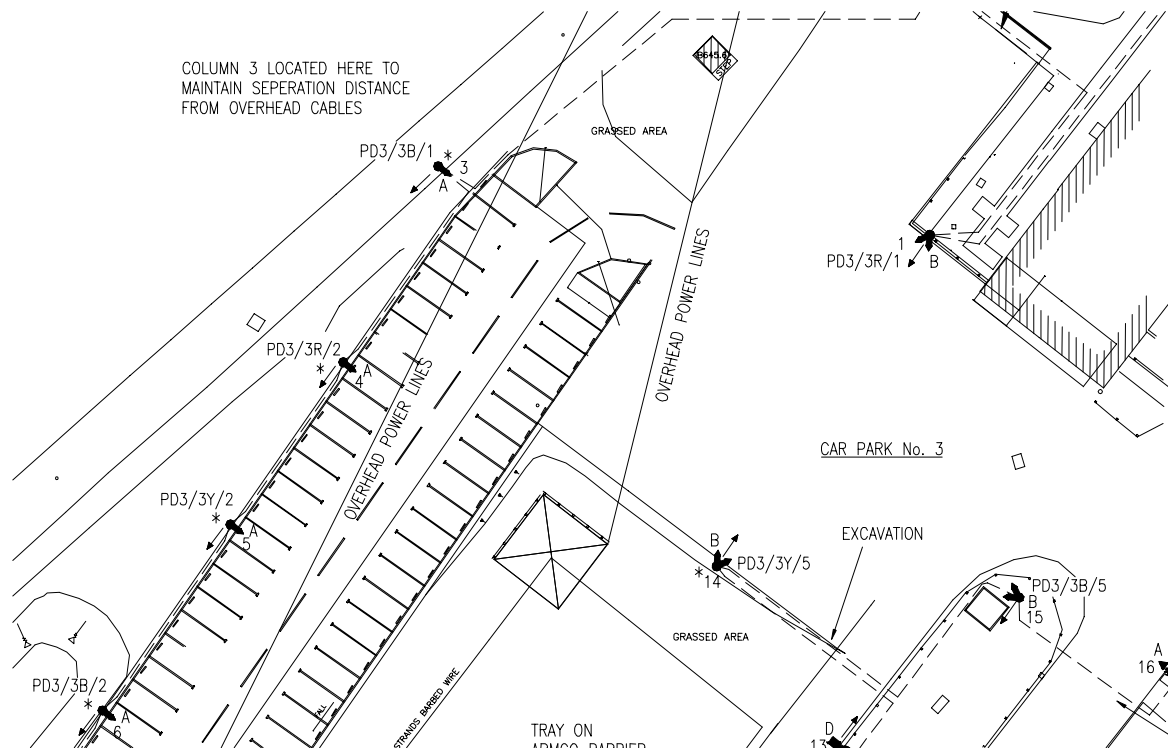 COLUMN 3 LOCATED HERE TO
MAINTAIN SEPERATION DISTANCE
FROM OVERHEAD CABLES
STOP
GRASSED AREA
PD3/3B/1
*
3
A
1
PD3/3R/1
B
OVERHEAD POWER LINES
PD3/3R/2
*
A
4
OVERHEAD POWER LINES
CAR PARK No. 3
PD3/3Y/2
*
A
5
B
PD3/3Y/5
*
14
EXCAVATION
PD3/3B/5
B
15
GRASSED AREA
A
16
PD3/3B/2
*
A
6
STRANDS BARBED WIRE
TRAY ON
ARMCO BARRIER
D
13